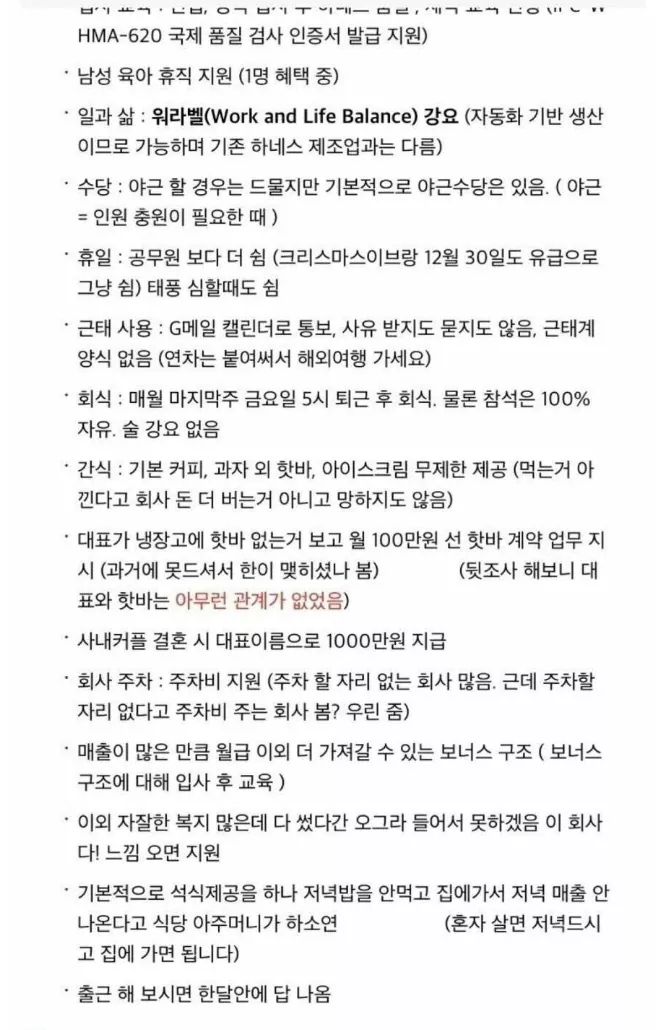 HMA-620 국제 품질 검사 인증서 발급 지원)
· 남성 육아 휴직 지원 (1명 혜택 중)
· 일과 삶 : 워라벨(Work and Life Balance) 강요 (자동화 기반 생산
이므로 가능하며 기존 하네스 제조업과는 다름)
· 수당 : 야근 할 경우는 드물지만 기본적으로 야근수당은 있음. ( 야근
= 인원 충원이 필요한 때 )
· 휴일 : 공무원 보다 더 쉼 (크리스마스이브랑 12월 30일도 유급으로
그냥 쉼) 태풍 심할때도 쉼
· 근태 사용 : G메일 캘린더로 통보, 사유 받지도 묻지도 않음, 근태계
양식 없음 (연차는 붙여써서 해외여행 가세요)
· 회식 : 매월 마지막주 금요일 5시 퇴근 후 회식. 물론 참석은 100%
자유. 술 강요 없음
· 간식 : 기본 커피, 과자 외 핫바, 아이스크림 무제한 제공 (먹는거 아
낀다고 회사 돈 더 버는거 아니고 망하지도 않음)
· 대표가 냉장고에 핫바 없는거 보고 월 100만원 선 핫바 계약 업무 지
시 (과거에 못드셔서 한이 맺히셨나 봄) (뒷조사 해보니 대
표와 핫바는 아무런 관계가 없었음)
· 사내커플 결혼 시 대표이름으로 1000만원 지급
· 회사 주차 : 주차비 지원 (주차 할 자리 없는 회사 많음. 근데 주차할
자리 없다고 주차비 주는 회사 봄? 우린 줌)
· 매출이 많은 만큼 월급 이외 더 가져갈 수 있는 보너스 구조 ( 보너스
구조에 대해 입사 후 교육 )
· 이외 자잘한 복지 많은데 다 썼다간 오그라 들어서 못하겠음 이 회사
다! 느낌 오면 지원
· 기본적으로 석식제공을 하나 저녁밥을 안먹고 집에가서 저녁 매출 안
나온다고 식당 아주머니가 하소연 (혼자 살면 저녁드시
고 집에 가면 됩니다)
· 출근 해 보시면 한달안에 답 나옴